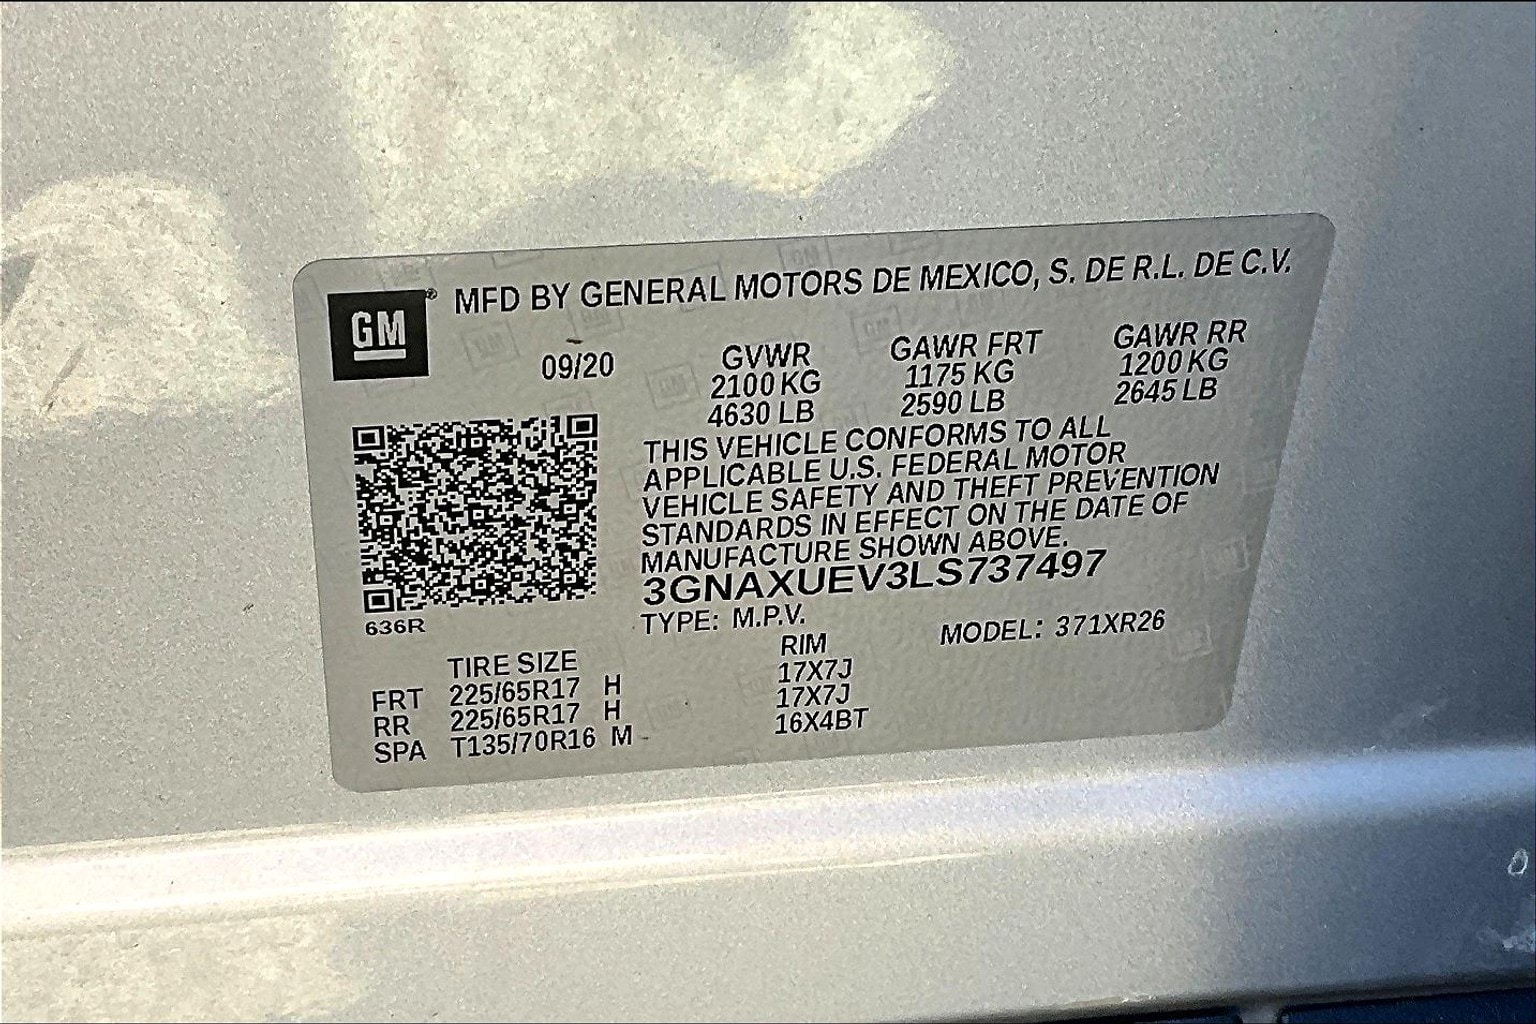 GM® MFD BY GENERAL MOTORS DE MEXICO, S. DE R.L. DE C.V.
09/20 GVWR GAWR FRT GAWR RR
2100 KG 1175 KG 1200 KG
4630 LB 2590 LB 2645 LB
THIS VEHICLE CONFORMS TO ALL
APPLICABLE U.S. FEDERAL MOTOR
VEHICLE SAFETY AND THEFT PREVENTION
STANDARDS IN EFFECT ON THE DATE OF
MANUFACTURE SHOWN ABOVE.
3GNAXUEV3LS737497
636R TYPE: M.P.V. MODEL: 371XR26
TIRE SIZE RIM
FRT 225/65R17 H 17X7J
RR 225/65R17 H 17X7J
SPA T135/70R16 M 16X4BT